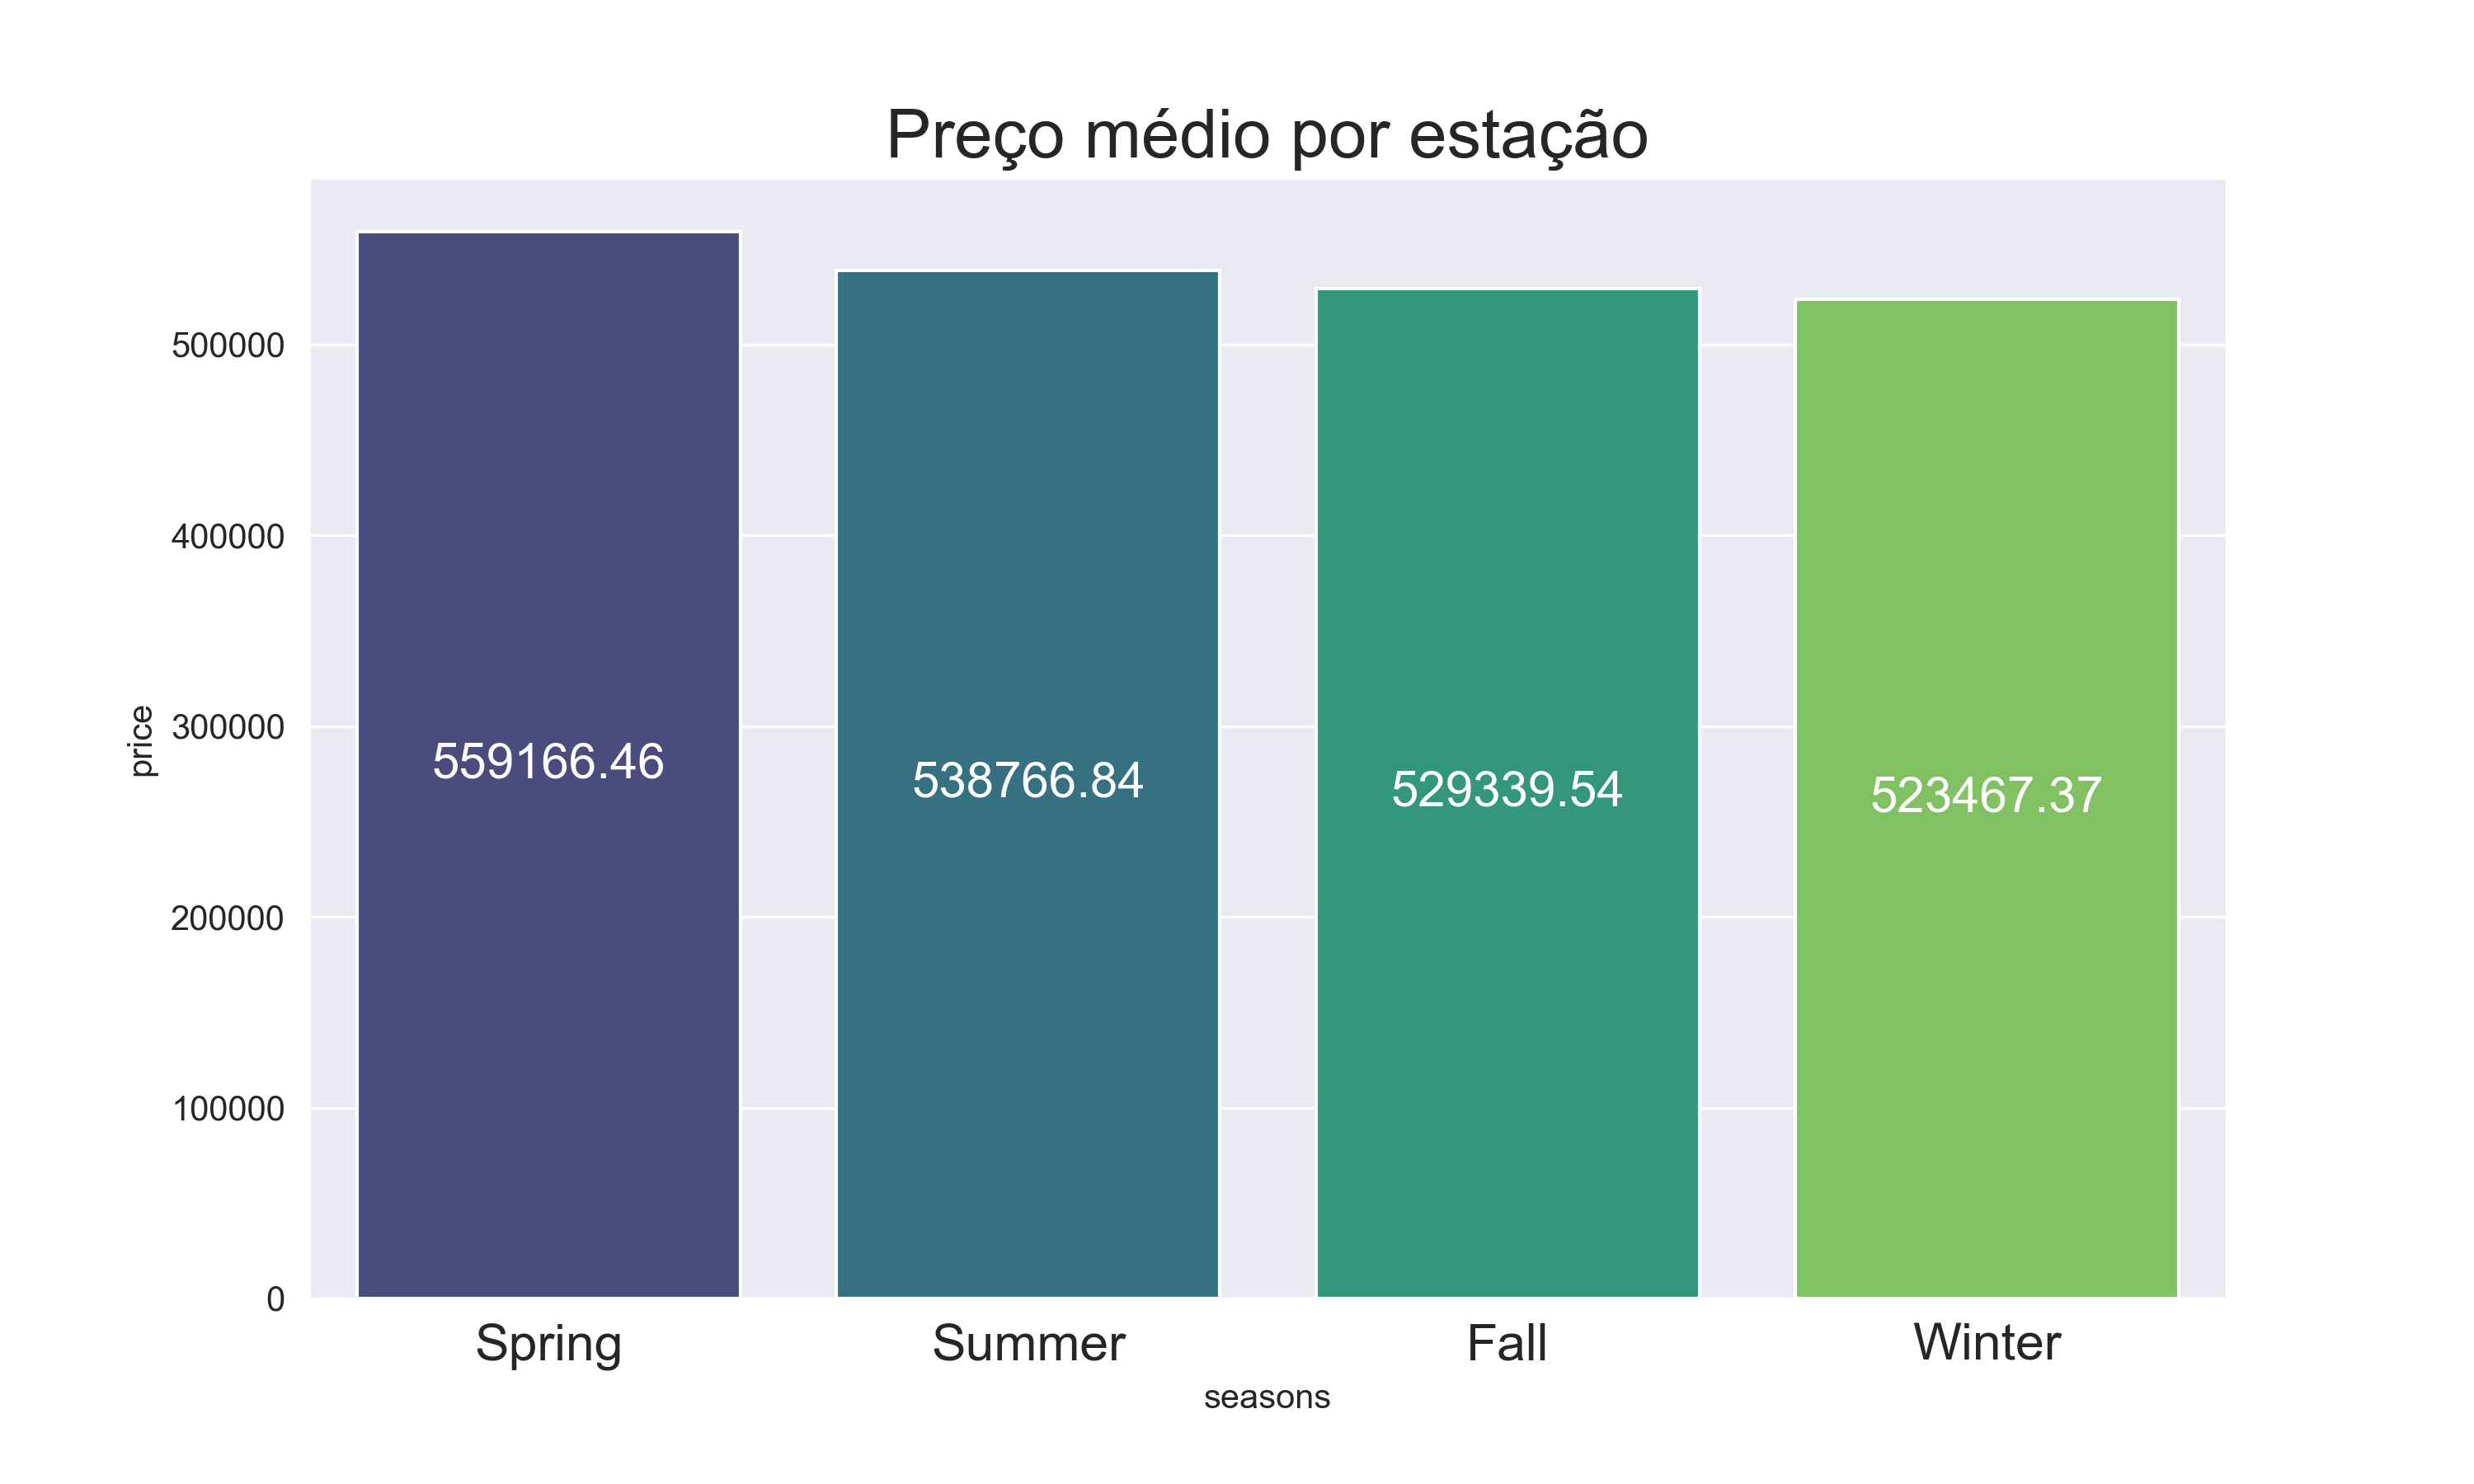 Preço médio por estação
500000
400000
300000
200000
100000
0
price
559166.46
538766.84
529339.54
523467.37
Spring
Summer
Fall
Winter
seasons